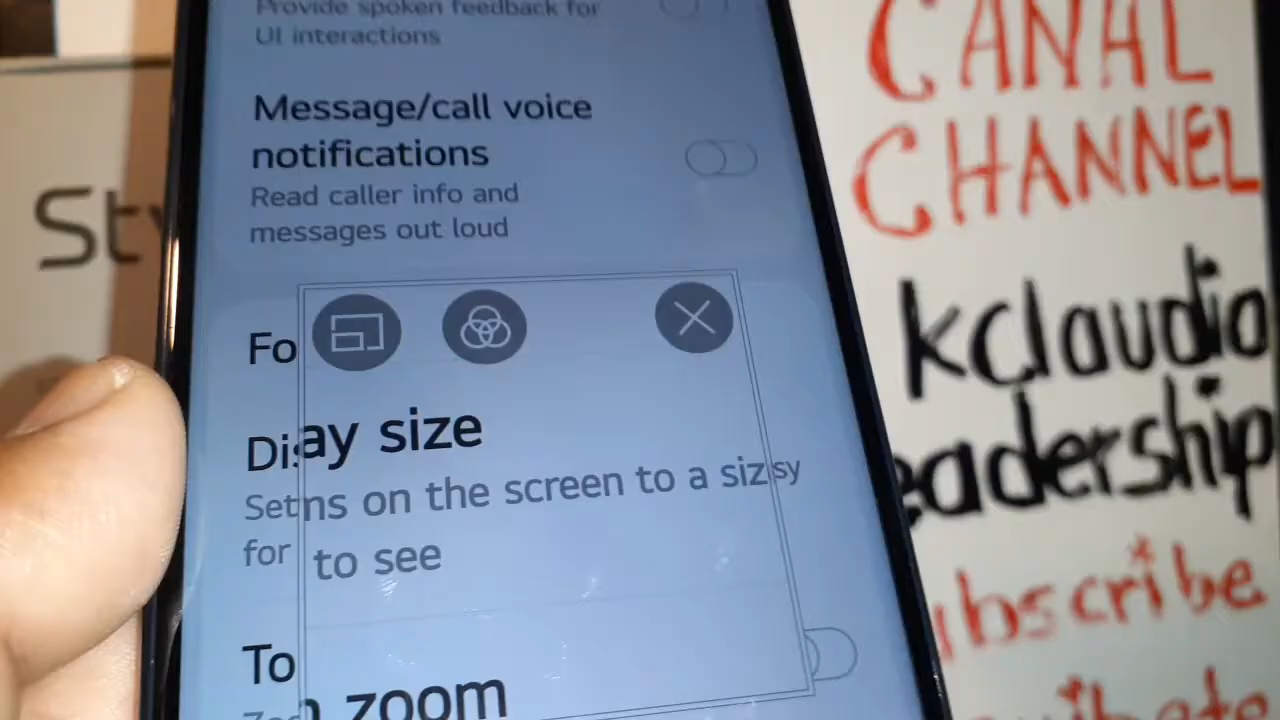 Provide spoken feedback for
UI interactions
Message/call voice
notifications
Read caller info and
messages out loud
Fo
Dis
ay size
Set
ns on the screen to a siz
sy
for
to see
To
zoom
Sty
CANAL
CHANNEL
kclaudio
eadership
ubscribe